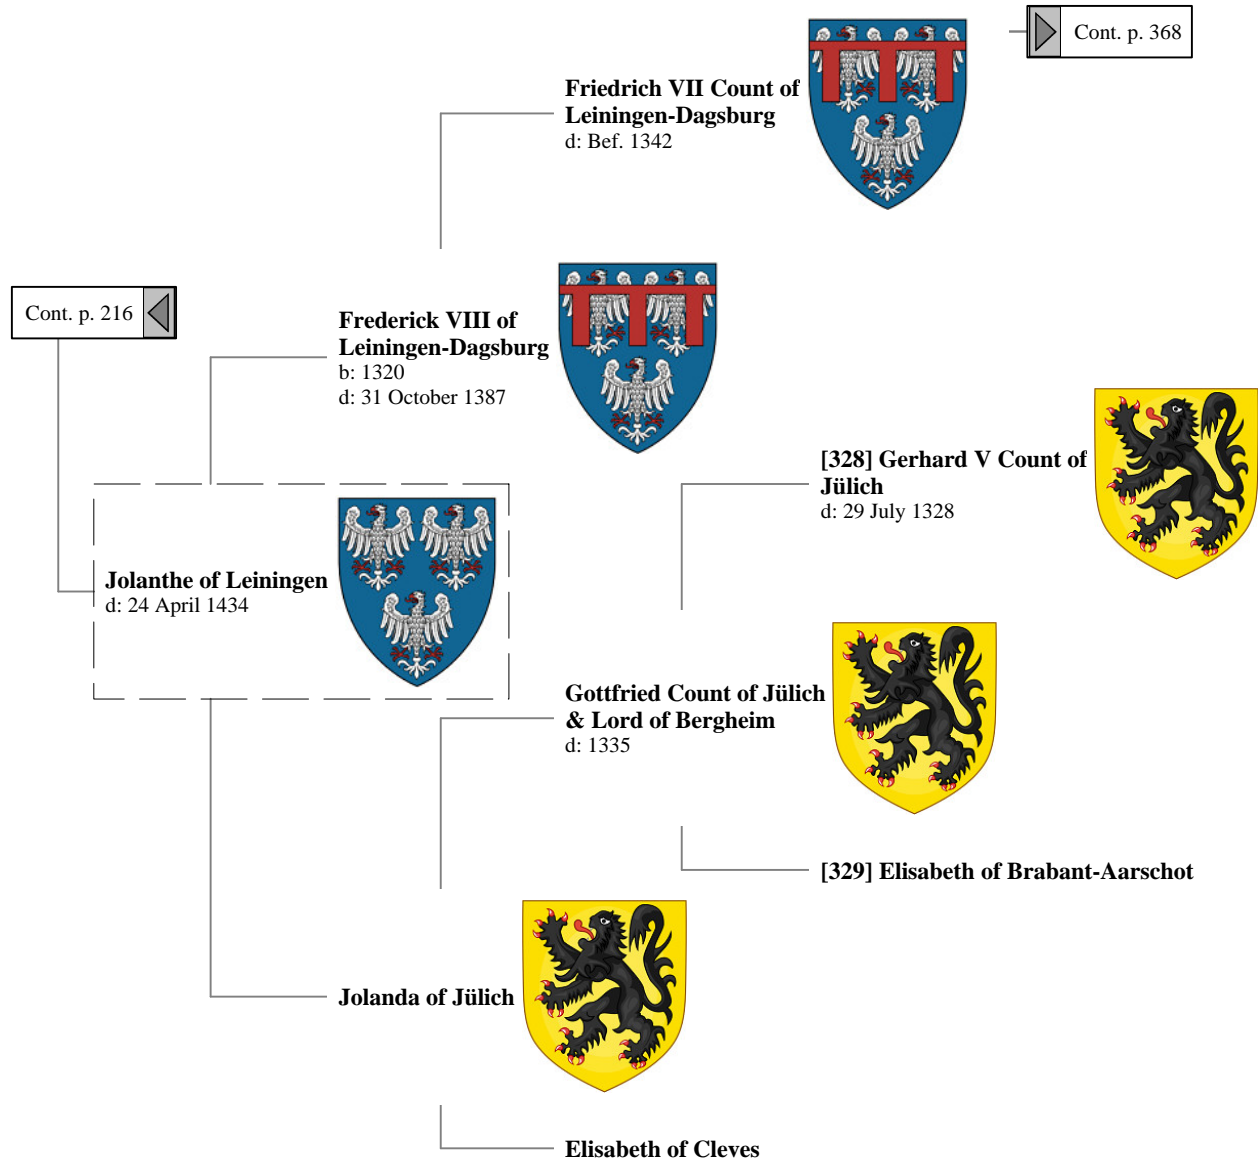 Cont. p. 368
Friedrich VII Count of
Leiningen-Dagsburg
d: Bef. 1342
Cont. p. 216
Frederick VIII of
Leiningen-Dagsburg
b: 1320
d: 31 October 1387
[328] Gerhard V Count of
Jülich
d: 29 July 1328
Jolanthe of Leiningen
d: 24 April 1434
Gottfried Count of Jülich
& Lord of Bergheim
d: 1335
[329] Elisabeth of Brabant-Aarschot
Jolanda of Jülich
Elisabeth of Cleves